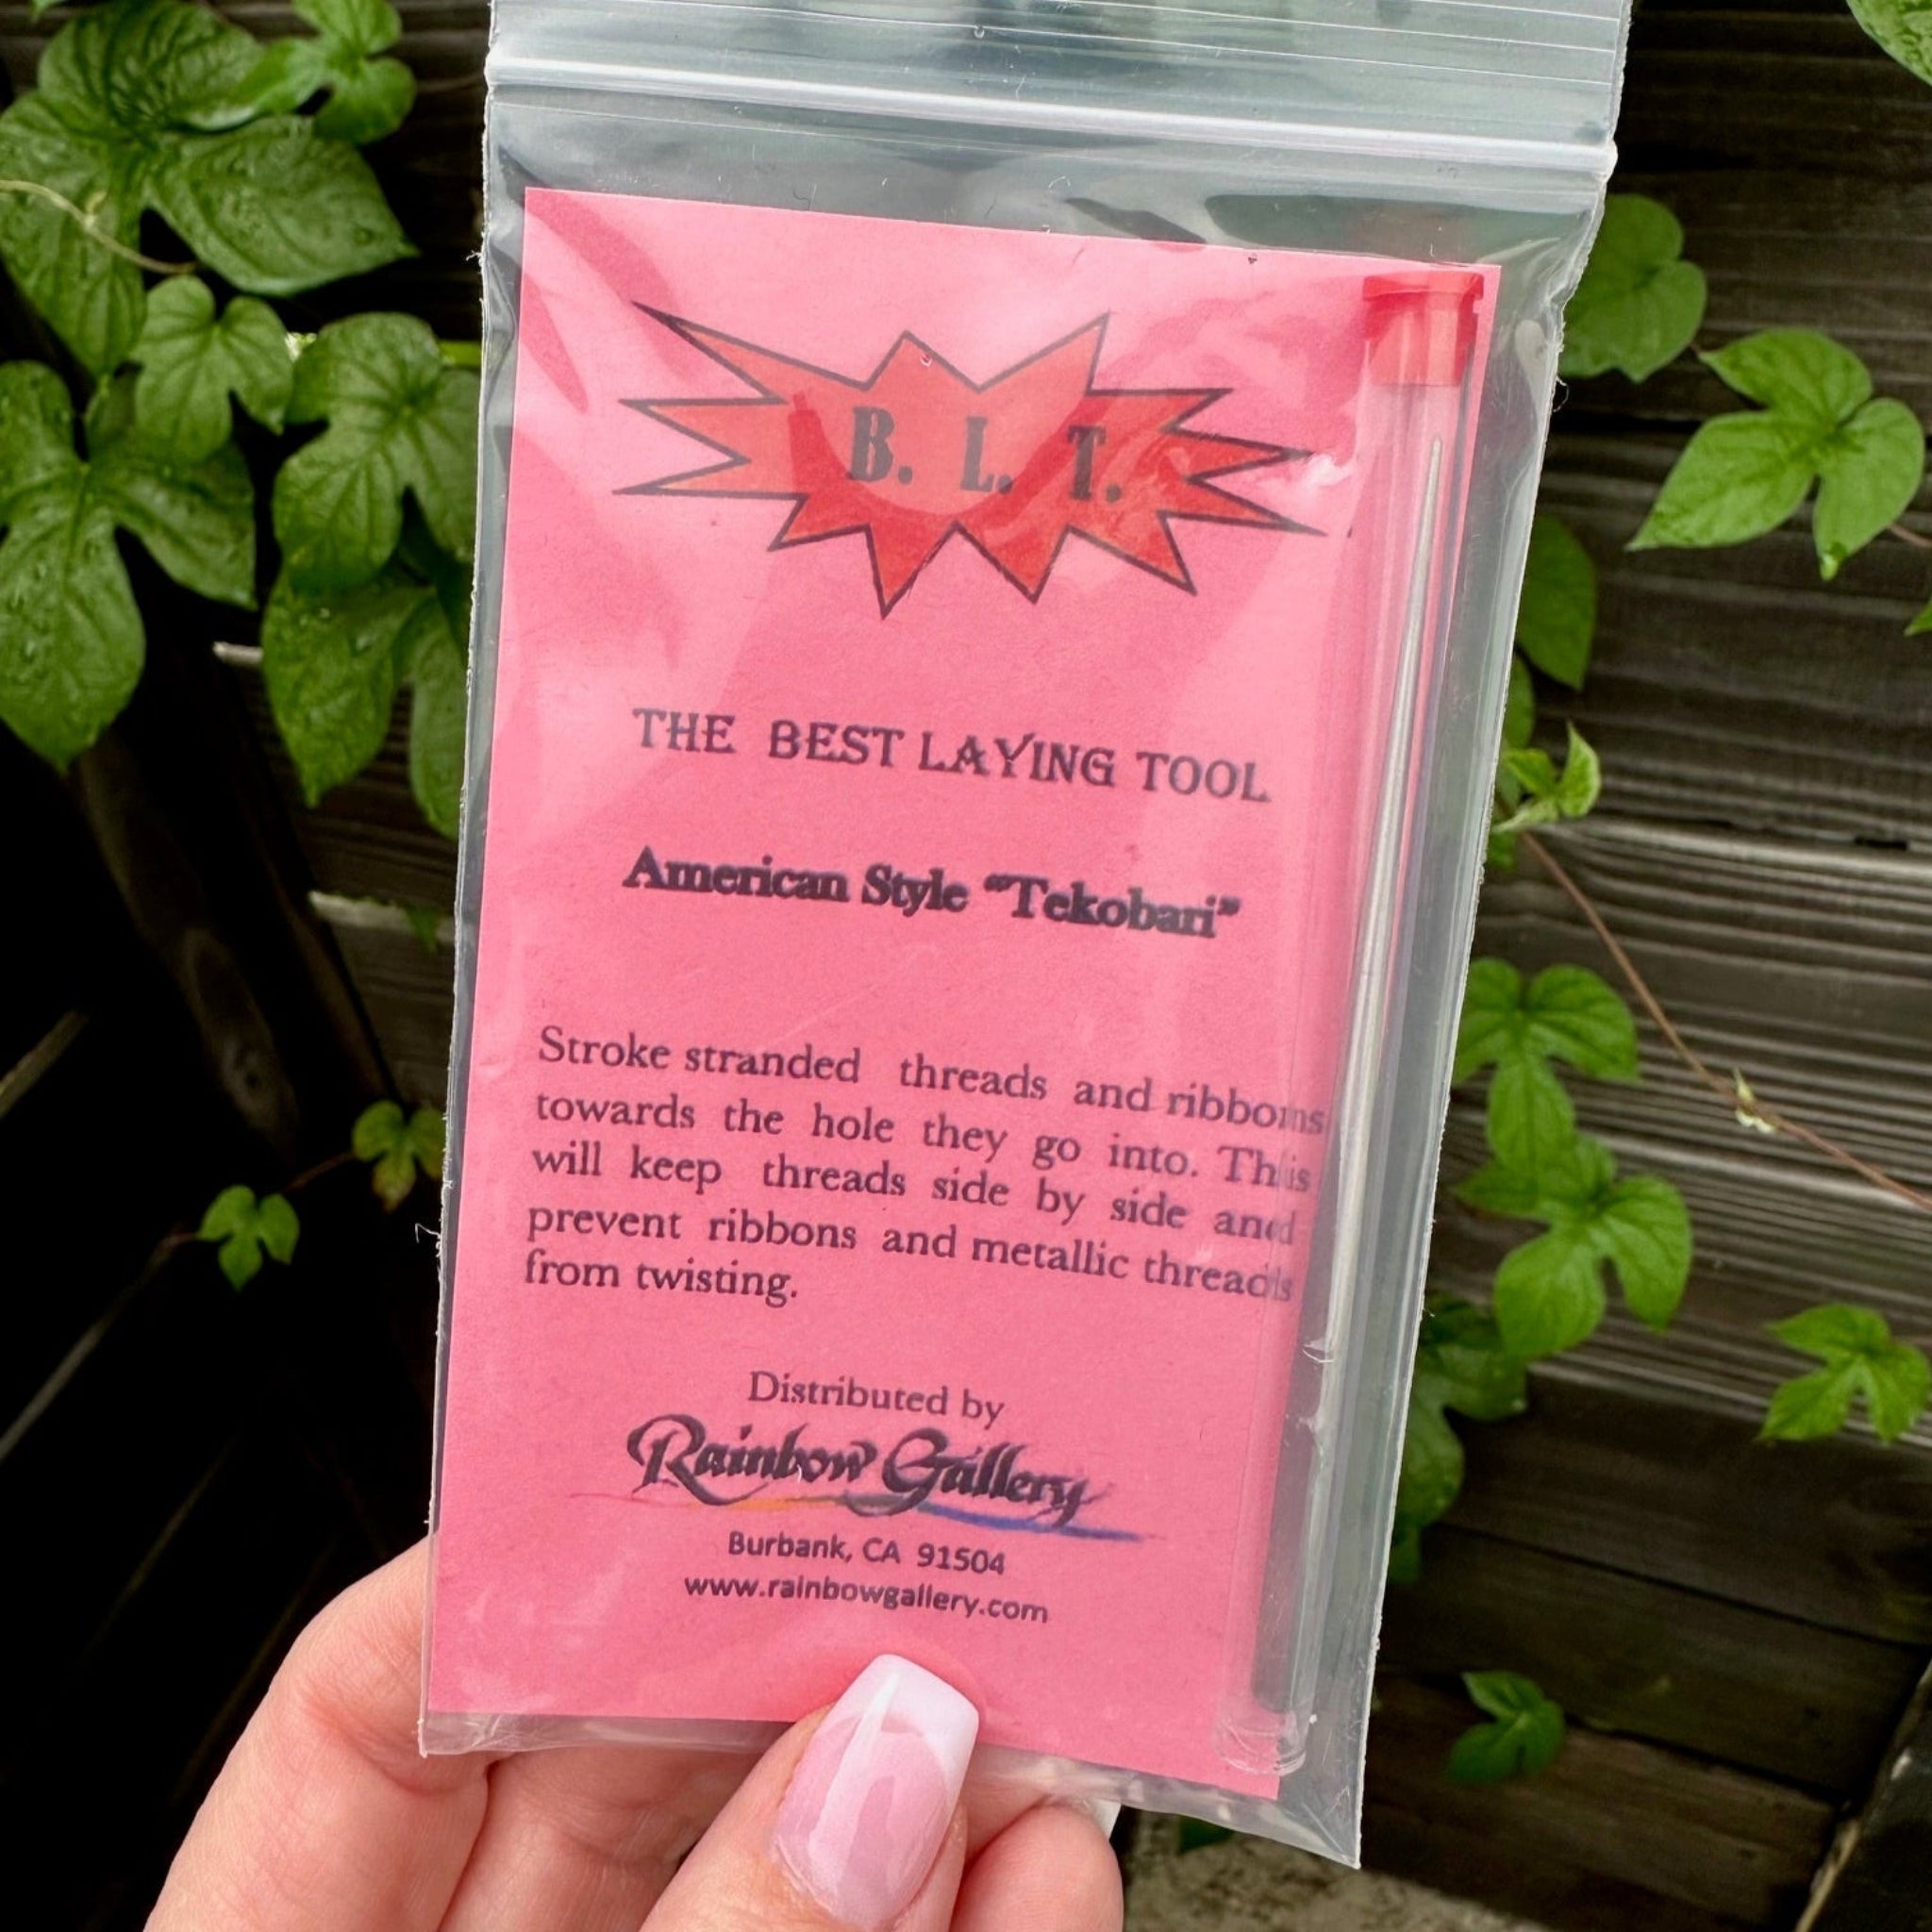 B. L. T.
THE BEST LAYING TOOL
American Style "Tekobari"
Stroke stranded threads and ribbons
towards the hole they go into. This
will keep threads side by side and
prevent ribbons and metallic threads
from twisting.
Distributed by
Rainbow Gallery
Burbank, CA 91504
www.rainbowgallery.com